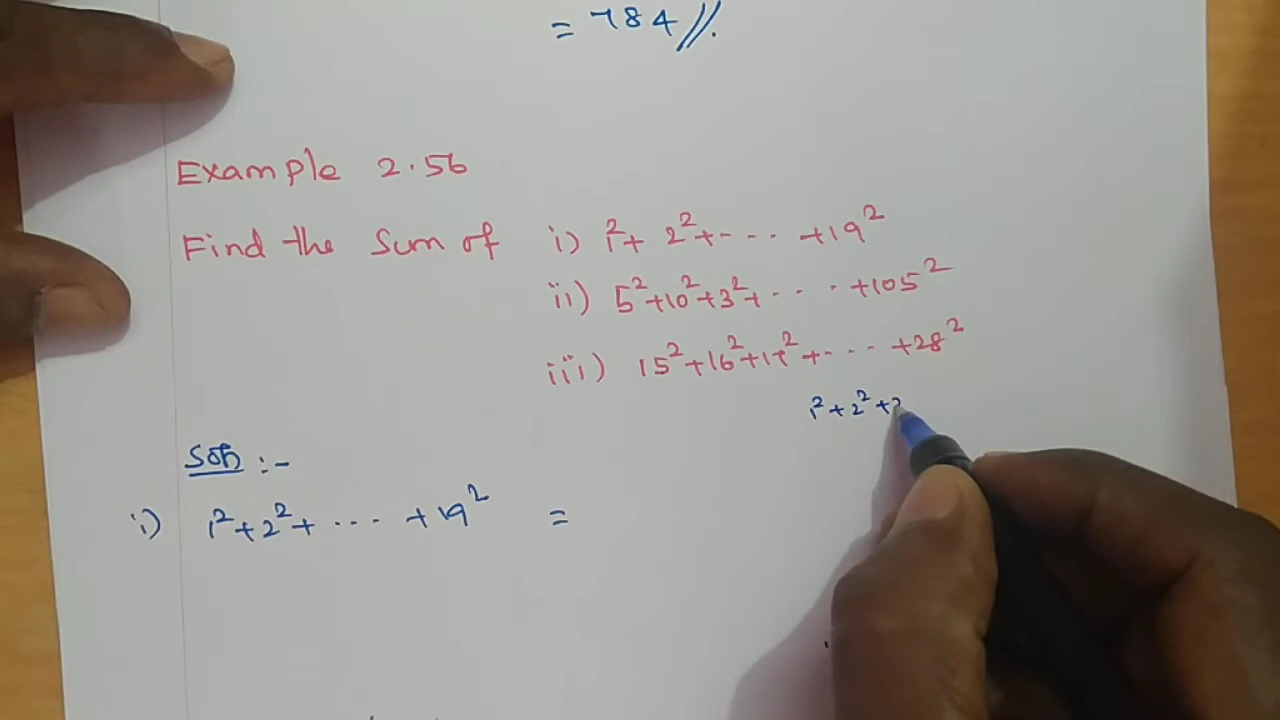 = 784 //.
Example 2.56
Find the Sum of i) 1² + 2² + ---- +19²
ii) 5² +10² +3² + ---- +105²
iii) 15² +16² +17² + ---- +28²
1² + 2² +
Soln :-
i) 1² + 2² + ---- +19² =